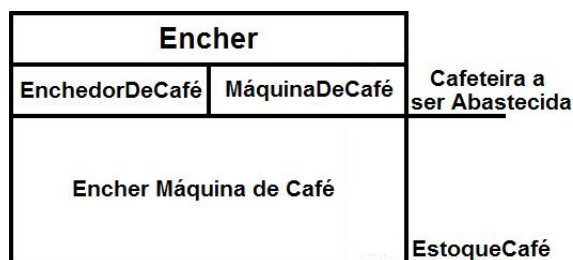 Encher
EnchedorDeCafé MáquinaDeCafé
Cafeteira a
ser Abastecida
Encher Máquina de Café
EstoqueCafé